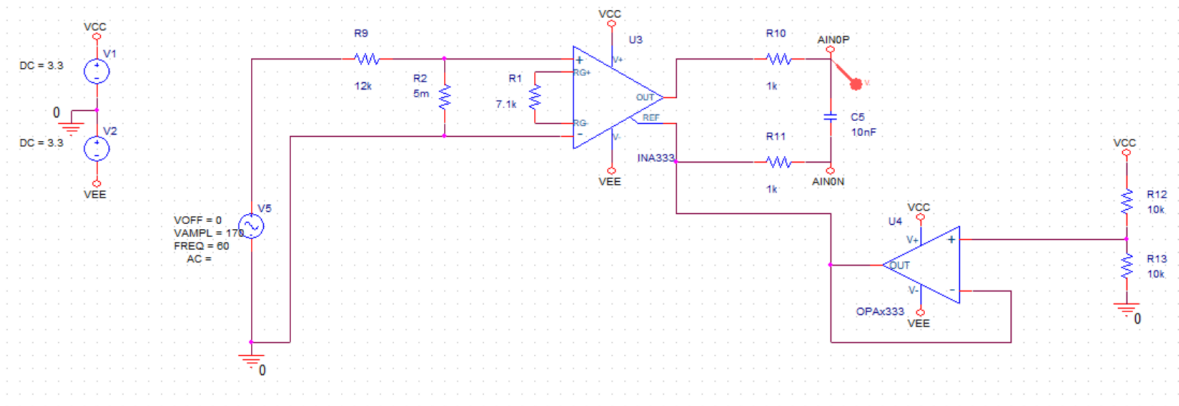 VCC
V1
DC = 3.3
+
-
0
V2
DC = 3.3
+
-
VEE
R9
12k
R2
5m
R1
7.1k
V5
VOFF = 0
VAMPL = 170
FREQ = 60
AC =
0
VCC
U3
+
V+
RG+
OUT
REF
RG-
-
V-
INA333
VEE
R10
1k
AIN0P
V
C5
10nF
R11
1k
AIN0N
VCC
U4
V+
+
OUT
V-
-
OPAx333
VEE
VCC
R12
10k
R13
10k
0